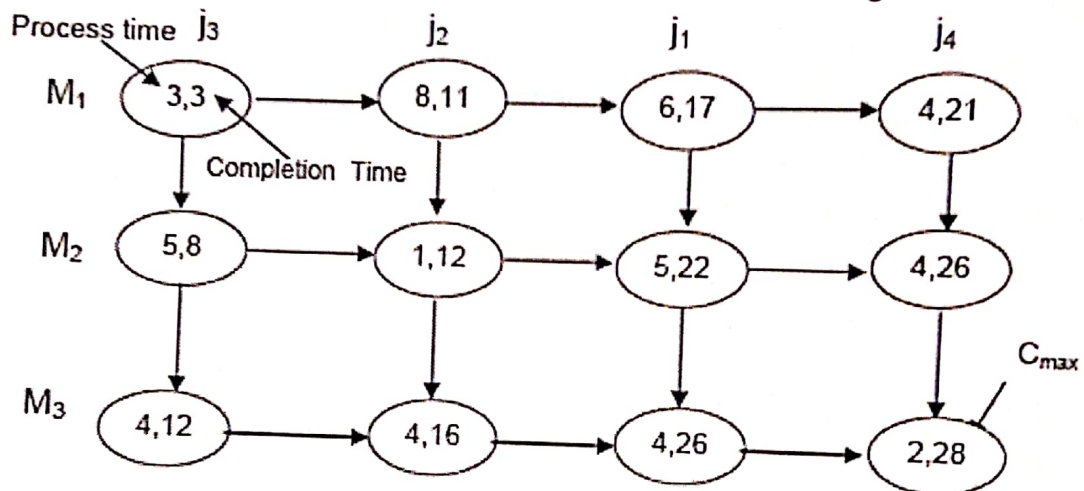 Process time j₃ j₂ j₁ j₄
M₁ 3,3 8,11 6,17 4,21
Completion Time
M₂ 5,8 1,12 5,22 4,26
Cmax
M₃ 4,12 4,16 4,26 2,28